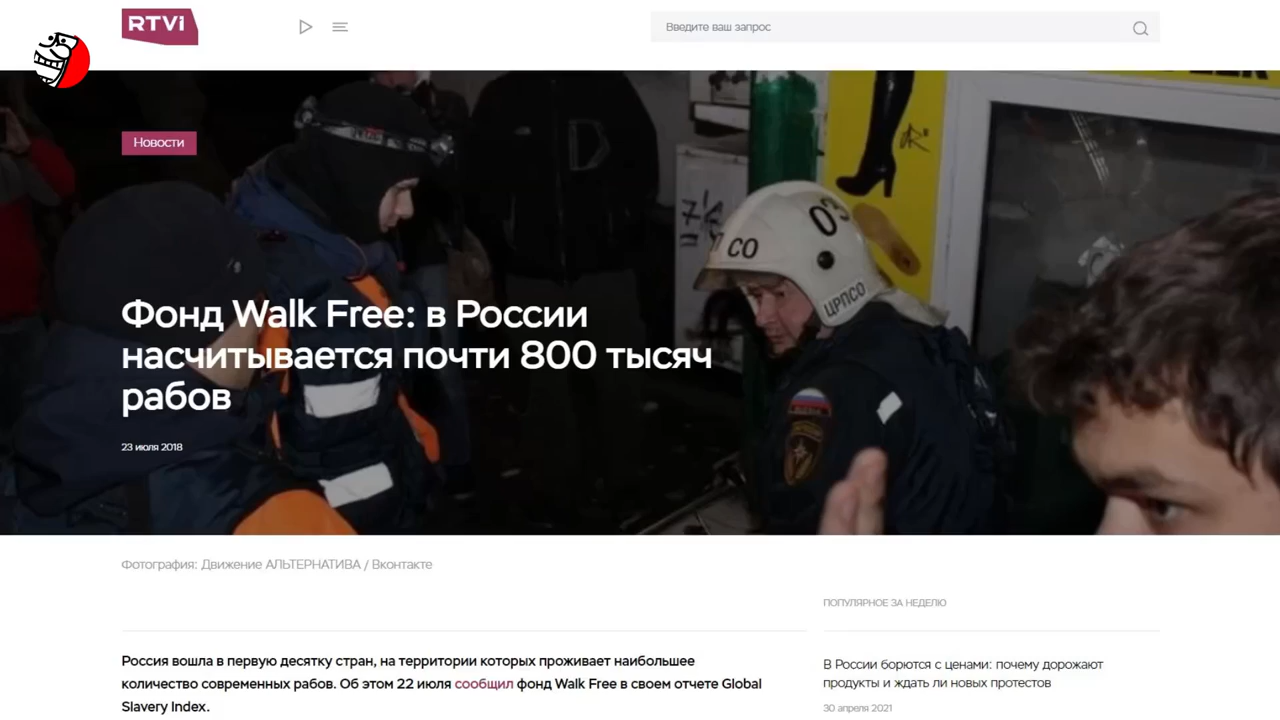 RTVi
Введите ваш запрос
Новости
03
СО
ЦРПСО
Фонд Walk Free: в России
насчитывается почти 800 тысяч
рабов
23 июля 2018
Фотография: Движение АЛЬТЕРНАТИВА / Вконтакте
ПОПУЛЯРНОЕ ЗА НЕДЕЛЮ
Россия вошла в первую десятку стран, на территории которых проживает наибольшее
количество современных рабов. Об этом 22 июля сообщил фонд Walk Free в своем отчете Global
Slavery Index.
В России борются с ценами: почему дорожают
продукты и ждать ли новых протестов
30 апреля 2021